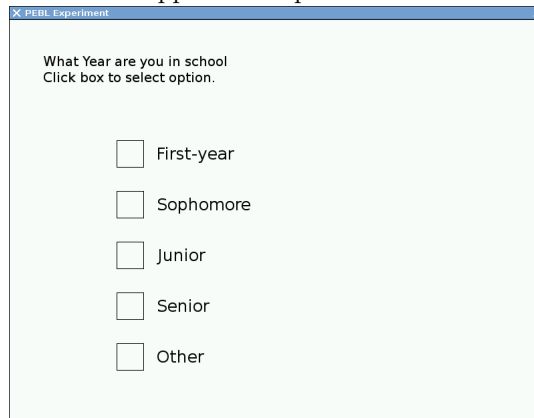 PEBL Experiment
What Year are you in school
Click box to select option.
First-year
Sophomore
Junior
Senior
Other